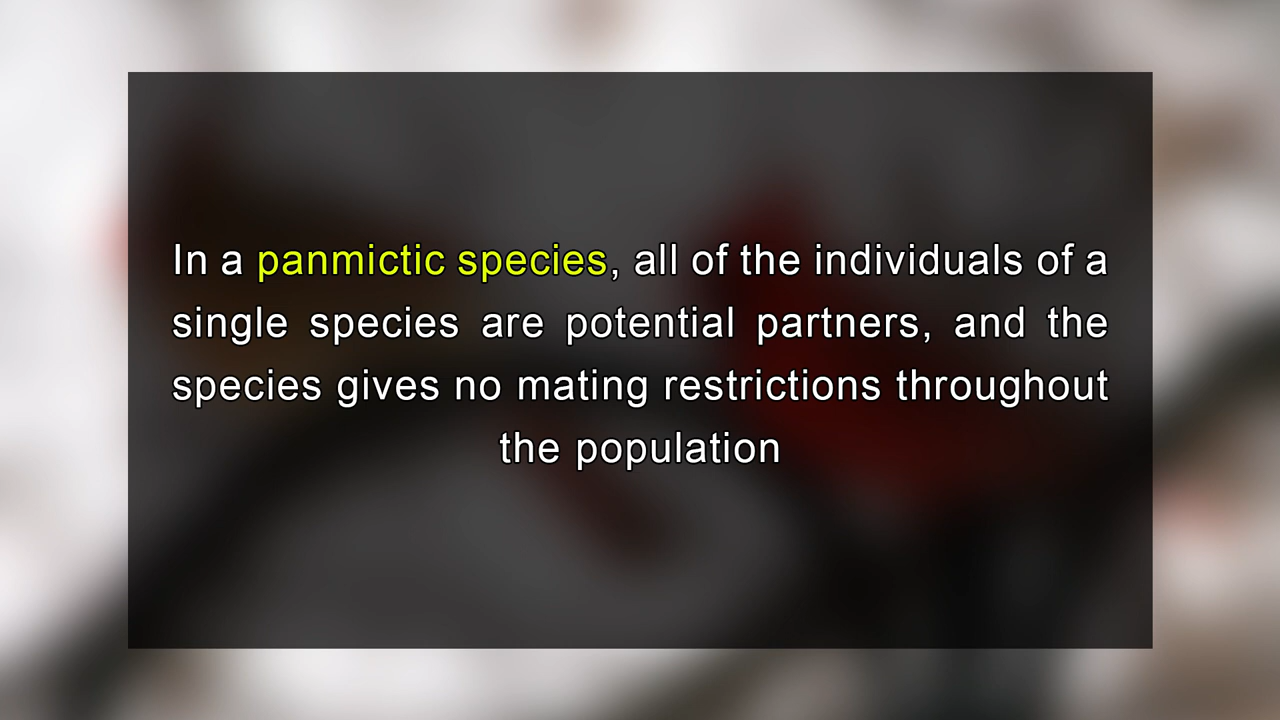 In a panmictic species, all of the individuals of a
single species are potential partners, and the
species gives no mating restrictions throughout
the population